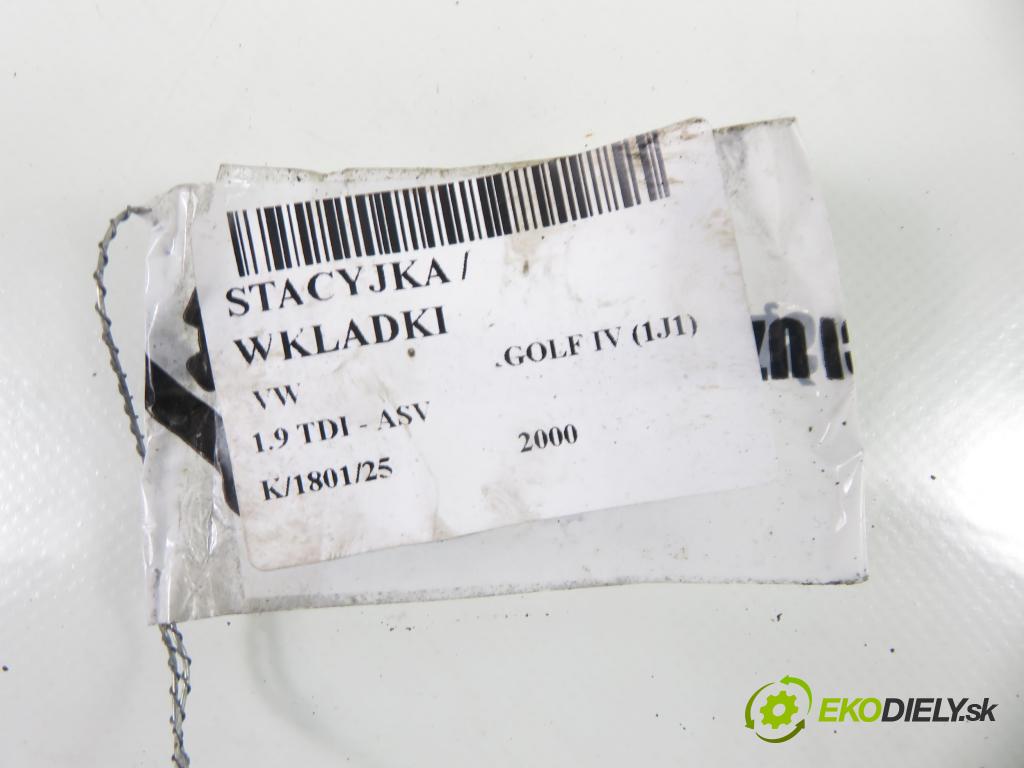 STACYJKA /
WKLADKI
VW .GOLF IV (1J1)
1.9 TDI - ASV
K/1801/25 2000
EKODIELY.sk